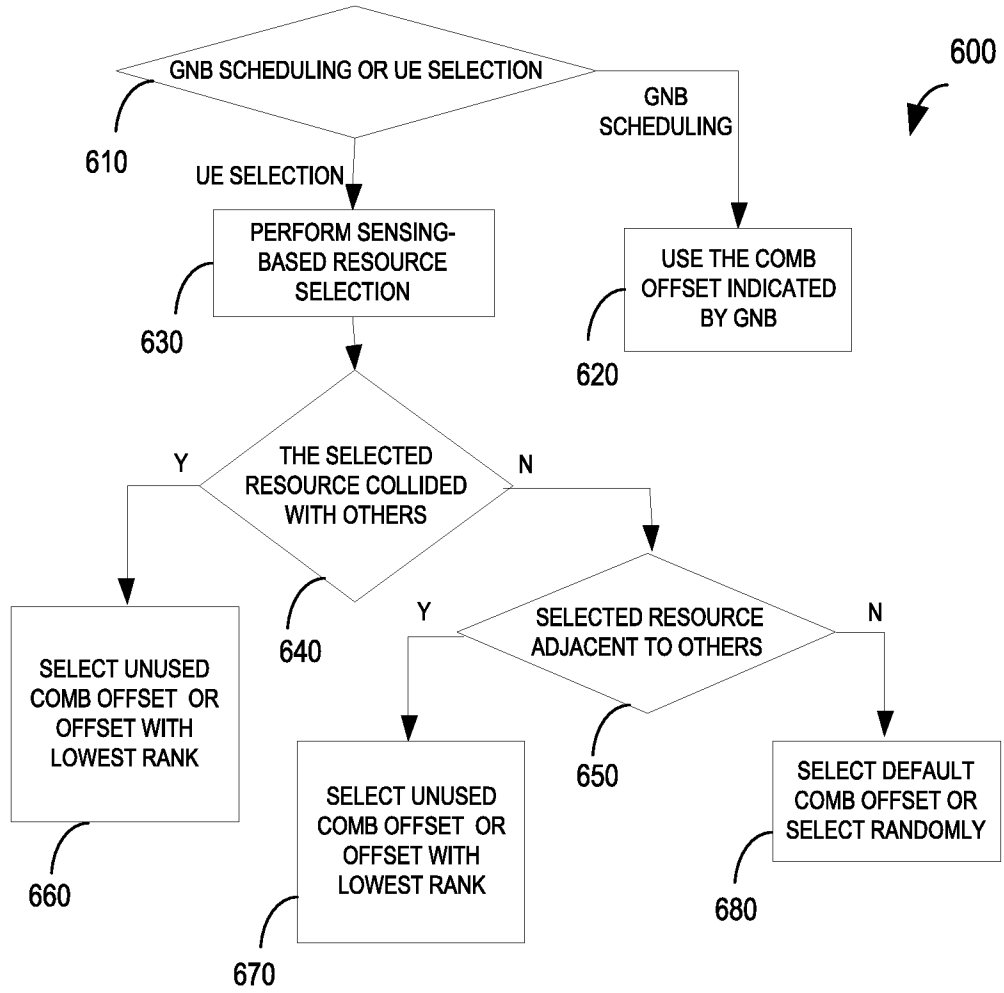 GNB SCHEDULING OR UE SELECTION
600
GNB
SCHEDULING
610
UE SELECTION
PERFORM SENSING-
BASED RESOURCE
SELECTION
630
USE THE COMB
OFFSET INDICATED
BY GNB
620
Y
THE SELECTED
RESOURCE COLLIDED
WITH OTHERS
N
640
Y
SELECTED RESOURCE
ADJACENT TO OTHERS
N
650
SELECT UNUSED
COMB OFFSET OR
OFFSET WITH
LOWEST RANK
660
SELECT UNUSED
COMB OFFSET OR
OFFSET WITH
LOWEST RANK
670
SELECT DEFAULT
COMB OFFSET OR
SELECT RANDOMLY
680